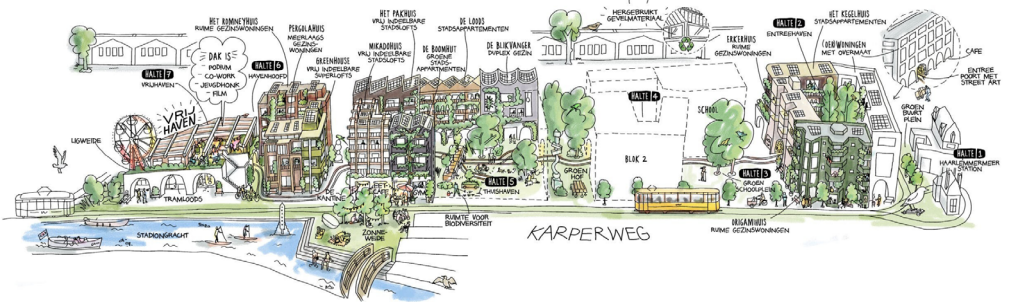 HET ROMNEYHUIS
RUIME GEZINSWONINGEN
PERGOLAHUIS
MEERLAAGS
GEZINS-
WONINGEN
HET PAKHUIS
VRIJ INDEELBARE
STADSLOFTS
DE LOODS
STADSAPPARTEMENTEN
HERGEBRUIKT
GEVELMATERIAAL
HALTE 2
ENTREEHAVEN
HET KEGELHUIS
STADSAPPARTEMENTEN
DAK IS
PODIUM
CO-WORK
JEUGDHONK
FILM
HALTE 6
HAVENHOOFD
GREENHOUSE
VRIJ INDEELBARE
SUPERLOFTS
MIKADOHUIS
VRIJ INDEELBARE
STADSLOFTS
DE BOOMHUT
GROENE
STADS-
APPARTEMENTEN
DE BLIKVANGER
DUPLEX GEZIN
ERKERHUIS
RUIME
GEZINSWONINGEN
OERWONINGEN
MET OVERMAAT
CAFE
ENTREE
POORT MET
STREET ART
HALTE 7
VRIJHAVEN
VRIJ
HAVEN
LIGWEIDE
HALTE 4
SCHOOL
GROEN
BUURT
PLEIN
BLOK 2
HALTE 1
HAARLEMMERMEER
STATION
TRAMLOODS
DE
KANTINE
HALTE 5
THUISHAVEN
GROEN
HOF
HALTE 3
GROEN
SCHOOLPLEIN
STADIONGRACHT
ZONNE-
WEIDE
RUIMTE VOOR
BIODIVERSITEIT
KARPERWEG
ORIGAMIHUIS
RUIME GEZINSWONINGEN